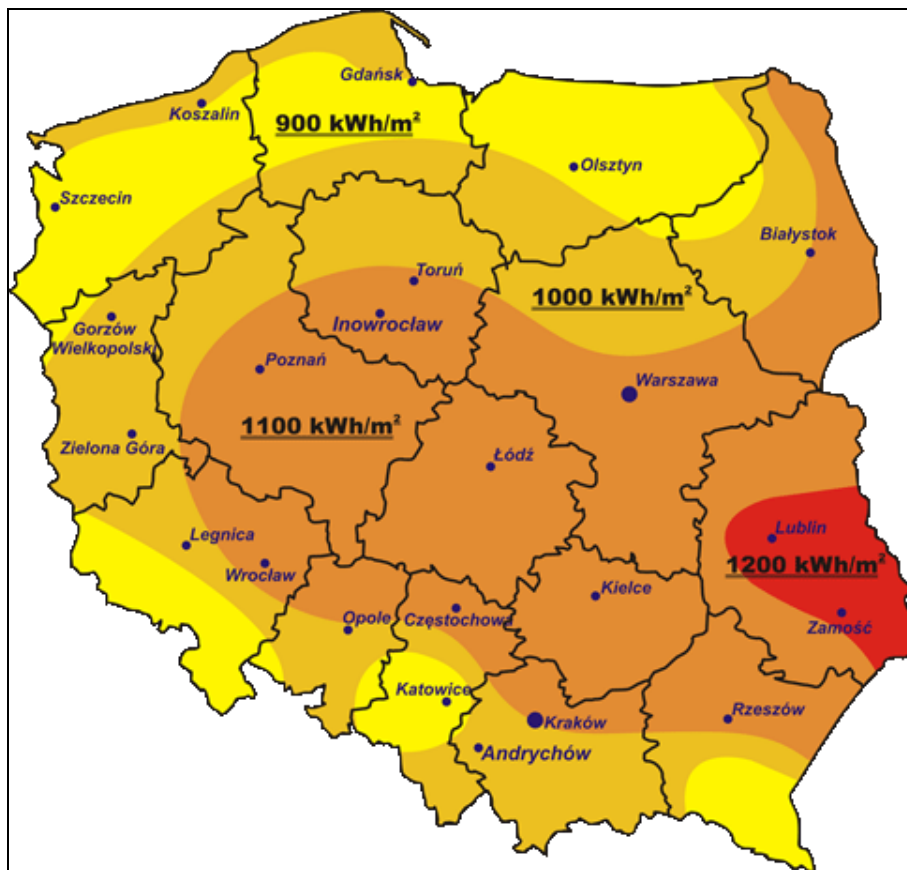 Gdańsk
Koszalin
900 kWh/m²
Olsztyn
Szczecin
Białystok
Toruń
1000 kWh/m²
Inowrocław
Gorzów
Wielkopolsk
Poznań
Warszawa
1100 kWh/m²
Zielona Góra
Łódź
Lublin
Legnica
1200 kWh/m²
Wrocław
Kielce
Opole
Częstochowa
Zamość
Katowice
Rzeszów
Kraków
Andrychów